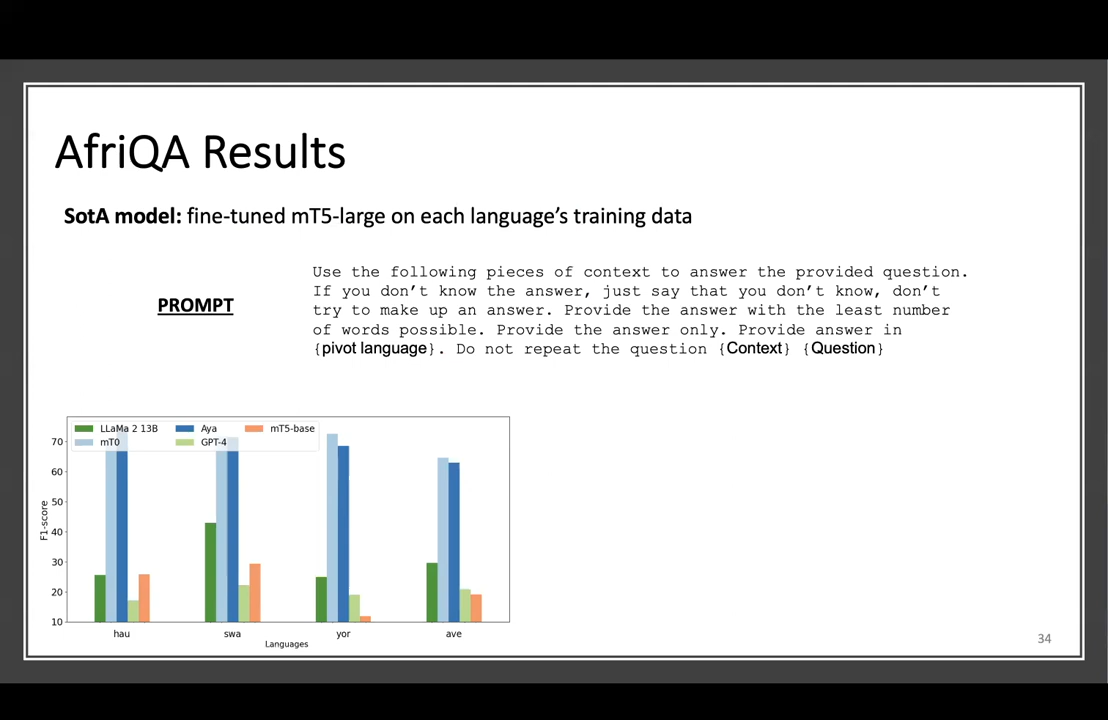 AfriQA Results
SotA model: fine-tuned mT5-large on each language’s training data
PROMPT
Use the following pieces of context to answer the provided question.
If you don’t know the answer, just say that you don’t know, don’t
try to make up an answer. Provide the answer with the least number
of words possible. Provide the answer only. Provide answer in
{pivot language}. Do not repeat the question {Context} {Question}
LLaMa 2 13B Aya mT5-base
mT0 GPT-4
70
60
50
40
30
20
10
F1-score
hau swa yor ave
Languages
34